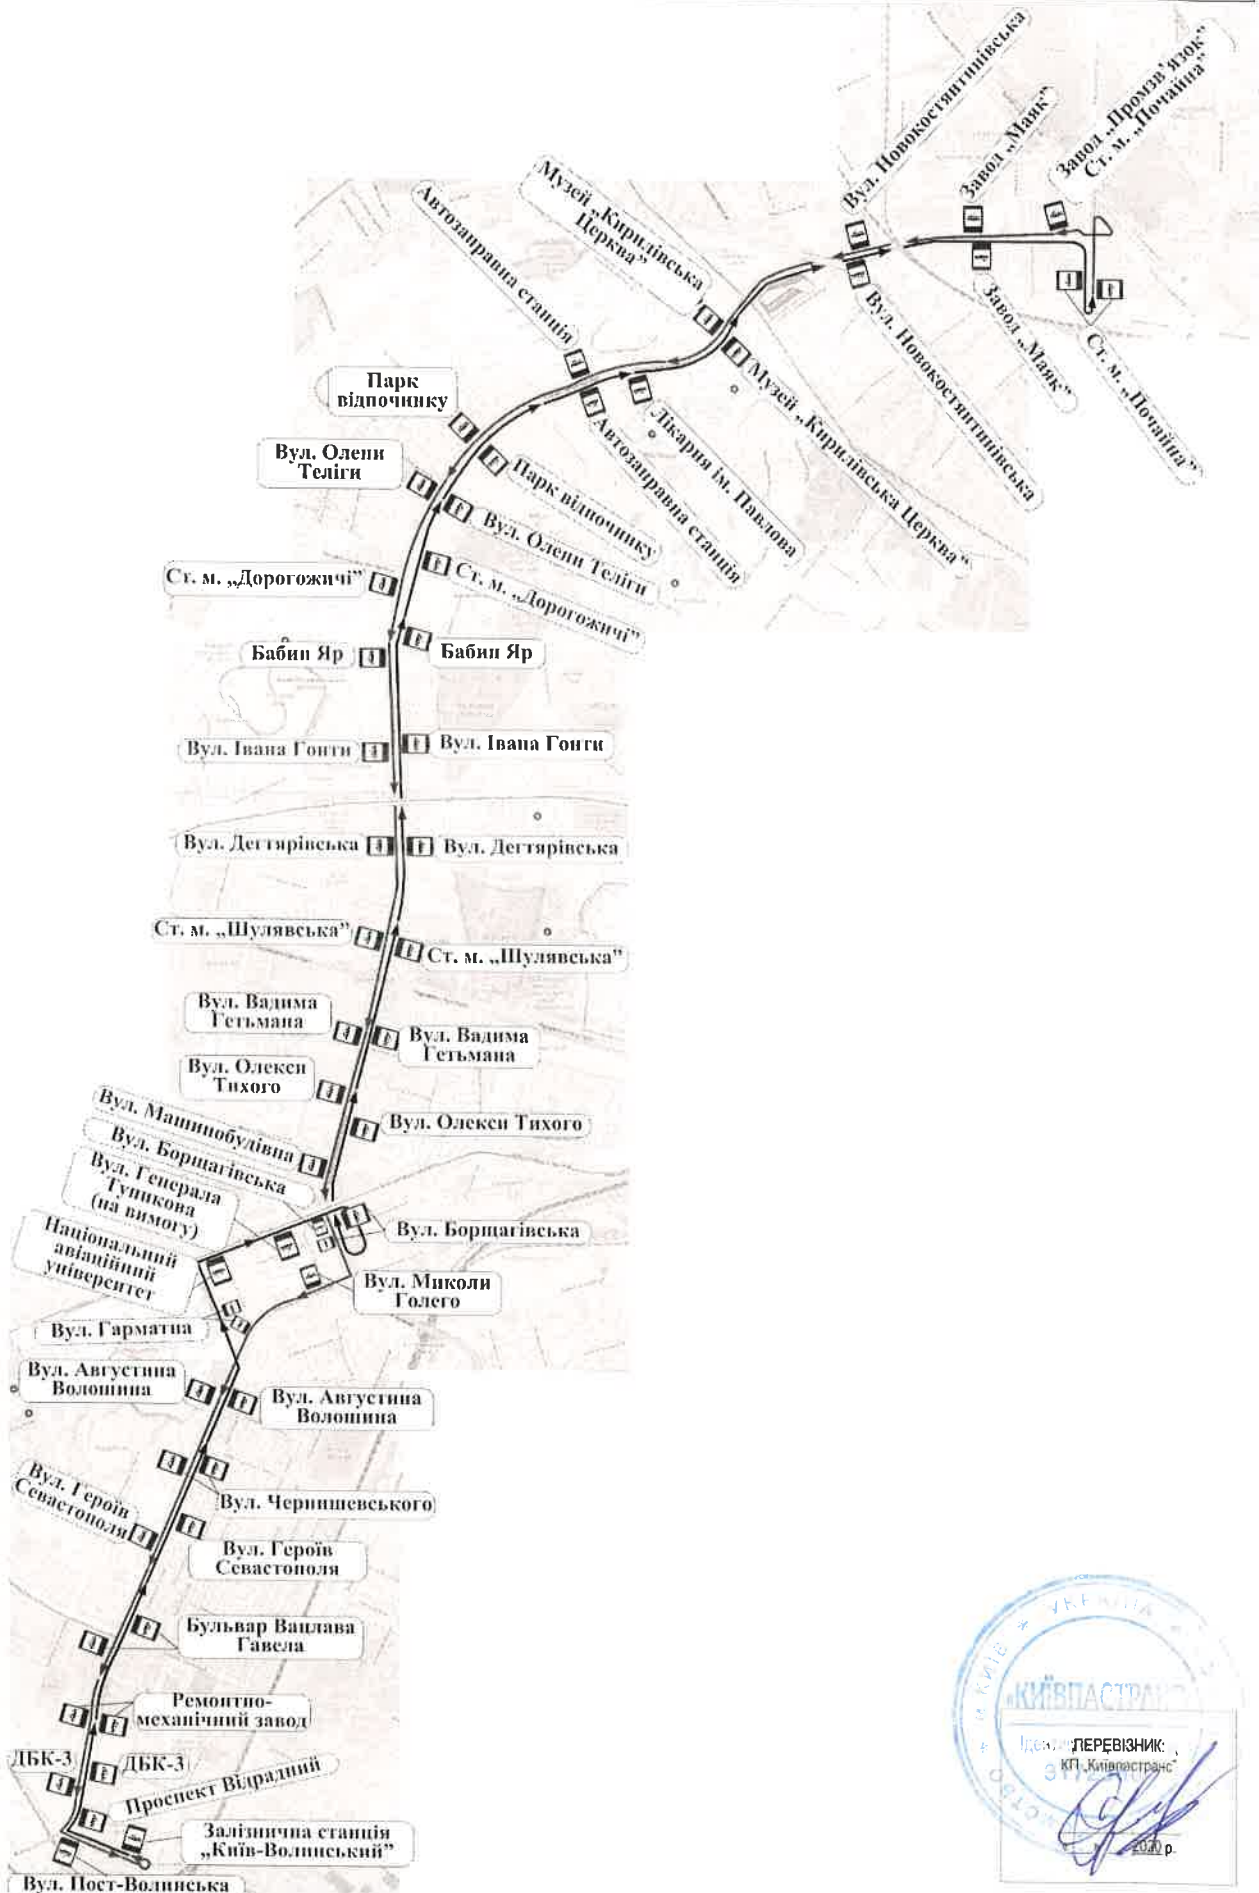 Вул. Новокостянтинівська
Завод „Маяк”
Завод „Промзв'язок”
Ст. м. „Почайна”
Музей „Кирилівська
Церква”
Автозаправна станція
Парк
відпочинку
Вул. Олени
Теліги
Ст. м. „Дорогожичі”
Бабин Яр
Вул. Івана Гонти
Вул. Дегтярівська
Ст. м. „Шулявська”
Вул. Вадима
Гетьмана
Вул. Олекси
Тихого
Вул. Машинобудівна
Вул. Борщагівська
Вул. Генерала
Тупикова
(на вимогу)
Національний
авіаційний
університет
Вул. Гарматна
Вул. Августина
Волошина
Вул. Героїв
Севастополя
ДБК-3
Ст. м. „Почайна”
Завод „Маяк”
Вул. Новокостянтинівська
Музей „Кирилівська Церква”
Лікарня ім. Павлова
Автозаправна станція
Парк відпочинку
Вул. Олени Теліги
Ст. м. „Дорогожичі”
Бабин Яр
Вул. Івана Гонти
Вул. Дегтярівська
Ст. м. „Шулявська”
Вул. Вадима
Гетьмана
Вул. Олекси Тихого
Вул. Борщагівська
Вул. Миколи
Голего
Вул. Августина
Волошина
Вул. Чернишевського
Вул. Героїв
Севастополя
Бульвар Вацлава
Гавела
Ремонтно-
механічний завод
ДБК-3
Проспект Відрадний
Залізнична станція
„Київ-Волинський”
Вул. Пост-Волинська
УКРАЇНА
КИЇВ
ПЕРЕВІЗНИК:
КП „Київпастранс”
2020 р.